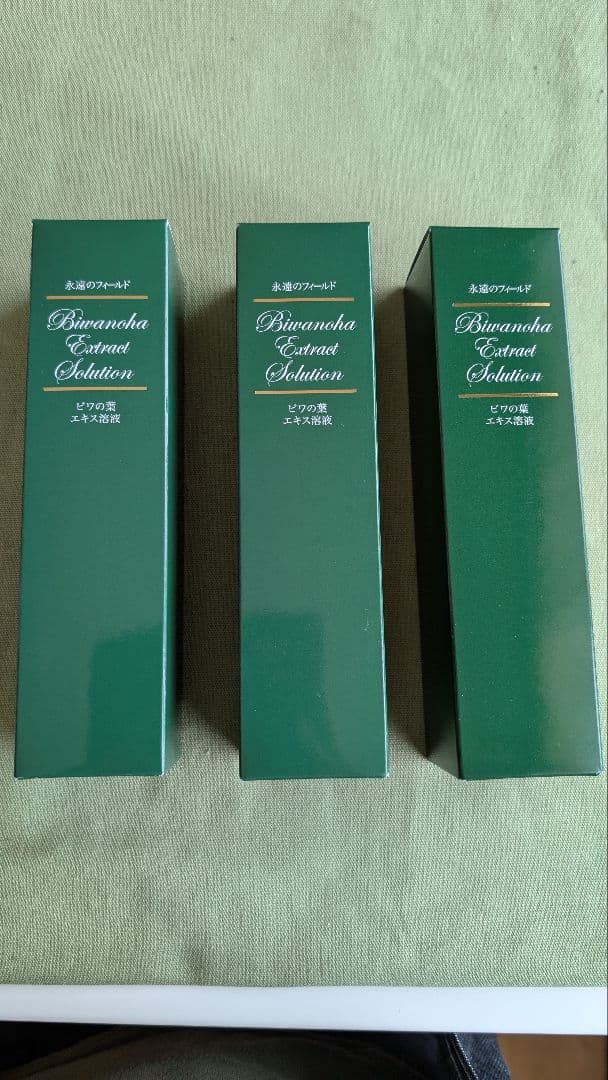 永遠のフィールド
Biwanoha
Extract
Solution
ビワの葉
エキス溶液
永遠のフィールド
Biwanoha
Extract
Solution
ビワの葉
エキス溶液
永遠のフィールド
Biwanoha
Extract
Solution
ビワの葉
エキス溶液